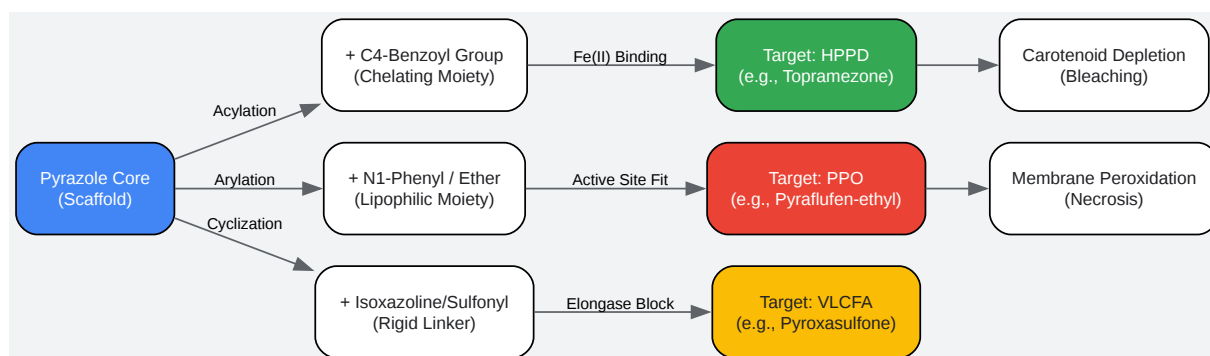 + C4-Benzoyl Group
(Chelating Moiety)
Fe(II) Binding
Target: HPPD
(e.g., Topramezone)
Carotenoid Depletion
(Bleaching)
Acylation
Pyrazole Core
(Scaffold)
Arylation
+ N1-Phenyl / Ether
(Lipophilic Moiety)
Active Site Fit
Target: PPO
(e.g., Pyraflufen-ethyl)
Membrane Peroxidation
(Necrosis)
Cyclization
+ Isoxazoline/Sulfonyl
(Rigid Linker)
Elongase Block
Target: VLCFA
(e.g., Pyroxasulfone)